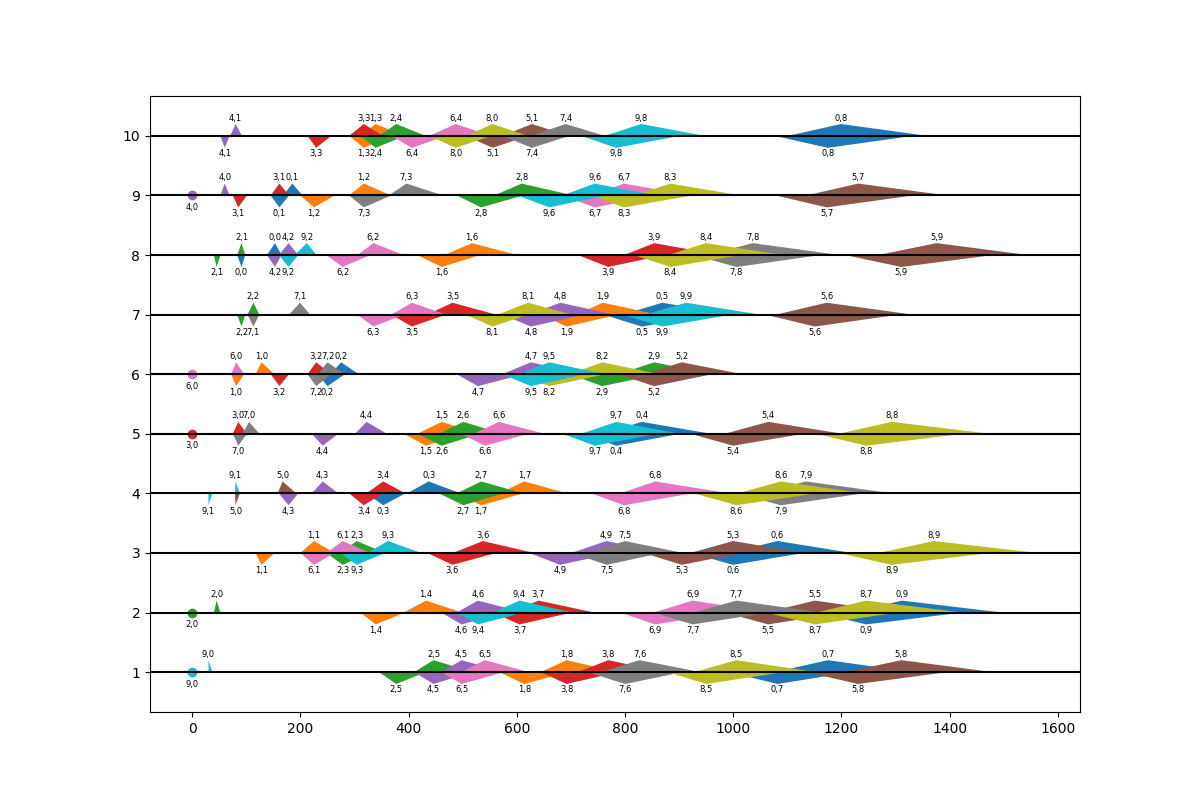 4,1 3,3 1,3 2,4 6,4 8,0 5,1 7,4 9,8 0,8
10
4,1 3,3 1,3 2,4 6,4 8,0 5,1 7,4 9,8 0,8
4,0 3,1 0,1 1,2 7,3 2,8 9,6 6,7 8,3 5,7
9
4,0 3,1 0,1 1,2 7,3 2,8 9,6 6,7 8,3 5,7
2,1 0,0 4,2 9,2 6,2 1,6 3,9 8,4 7,8 5,9
8
2,1 0,0 4,2 9,2 6,2 1,6 3,9 8,4 7,8 5,9
2,2 7,1 6,3 3,5 8,1 4,8 1,9 0,5 9,9 5,6
7
2,2 7,1 6,3 3,5 8,1 4,8 1,9 0,5 9,9 5,6
6,0 1,0 3,2 7,2 0,2 4,7 9,5 8,2 2,9 5,2
6
6,0 1,0 3,2 7,2 0,2 4,7 9,5 8,2 2,9 5,2
3,0 7,0 4,4 1,5 2,6 6,6 9,7 0,4 5,4 8,8
5
3,0 7,0 4,4 1,5 2,6 6,6 9,7 0,4 5,4 8,8
9,1 5,0 4,3 3,4 0,3 2,7 1,7 6,8 8,6 7,9
4
9,1 5,0 4,3 3,4 0,3 2,7 1,7 6,8 8,6 7,9
1,1 6,1 2,3 9,3 3,6 4,9 7,5 5,3 0,6 8,9
3
1,1 6,1 2,3 9,3 3,6 4,9 7,5 5,3 0,6 8,9
2,0 1,4 4,6 9,4 3,7 6,9 7,7 5,5 8,7 0,9
2
2,0 1,4 4,6 9,4 3,7 6,9 7,7 5,5 8,7 0,9
9,0 2,5 4,5 6,5 1,8 3,8 7,6 8,5 0,7 5,8
1
9,0 2,5 4,5 6,5 1,8 3,8 7,6 8,5 0,7 5,8
0 200 400 600 800 1000 1200 1400 1600